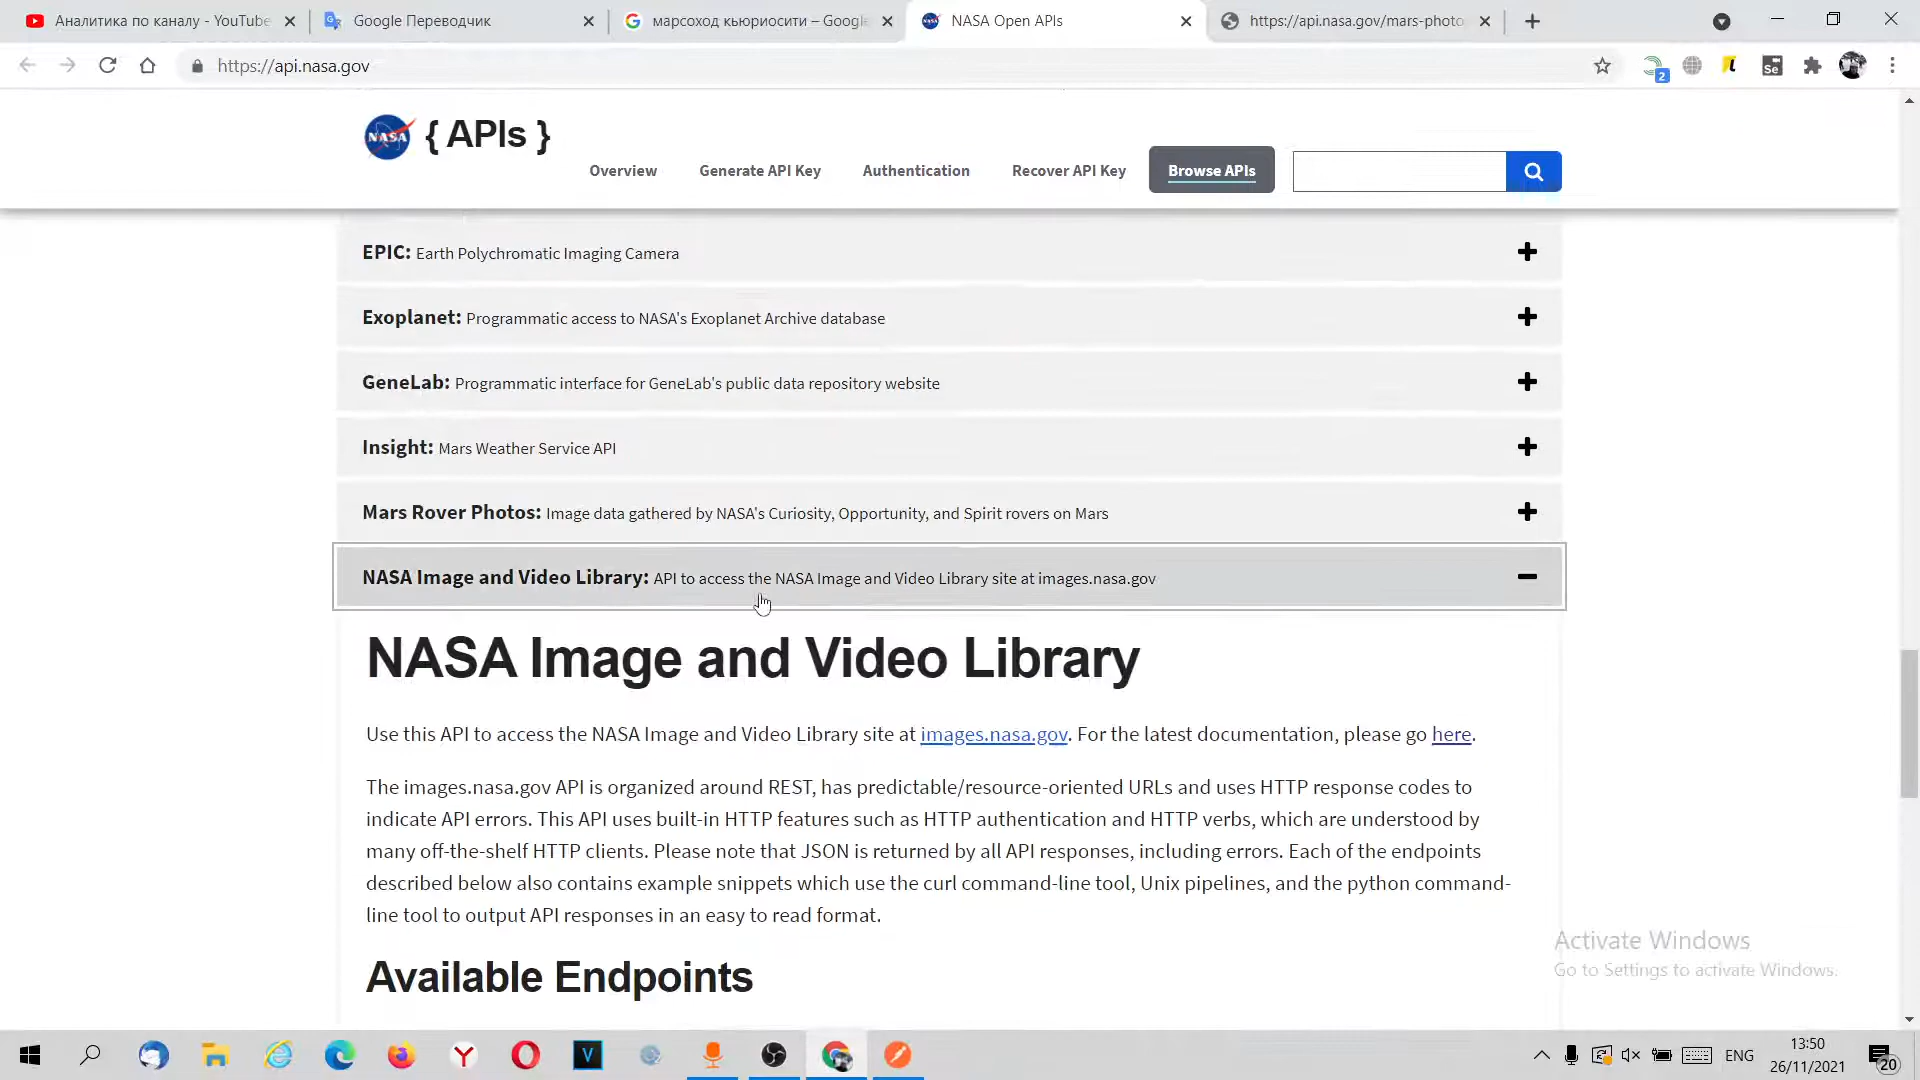 Аналитика по каналу - YouTube
Google Переводчик
марсоход кьюриосити – Google
NASA Open APIs
https://api.nasa.gov/mars-photo
https://api.nasa.gov
2
Se
NASA
{ APIs }
Overview
Generate API Key
Authentication
Recover API Key
Browse APIs
EPIC: Earth Polychromatic Imaging Camera
Exoplanet: Programmatic access to NASA's Exoplanet Archive database
GeneLab: Programmatic interface for GeneLab's public data repository website
Insight: Mars Weather Service API
Mars Rover Photos: Image data gathered by NASA's Curiosity, Opportunity, and Spirit rovers on Mars
NASA Image and Video Library: API to access the NASA Image and Video Library site at images.nasa.gov
NASA Image and Video Library
Use this API to access the NASA Image and Video Library site at images.nasa.gov. For the latest documentation, please go here.
The images.nasa.gov API is organized around REST, has predictable/resource-oriented URLs and uses HTTP response codes to
indicate API errors. This API uses built-in HTTP features such as HTTP authentication and HTTP verbs, which are understood by
many off-the-shelf HTTP clients. Please note that JSON is returned by all API responses, including errors. Each of the endpoints
described below also contains example snippets which use the curl command-line tool, Unix pipelines, and the python command-
line tool to output API responses in an easy to read format.
Available Endpoints
Activate Windows
Go to Settings to activate Windows.
V
ENG
13:50
26/11/2021
20